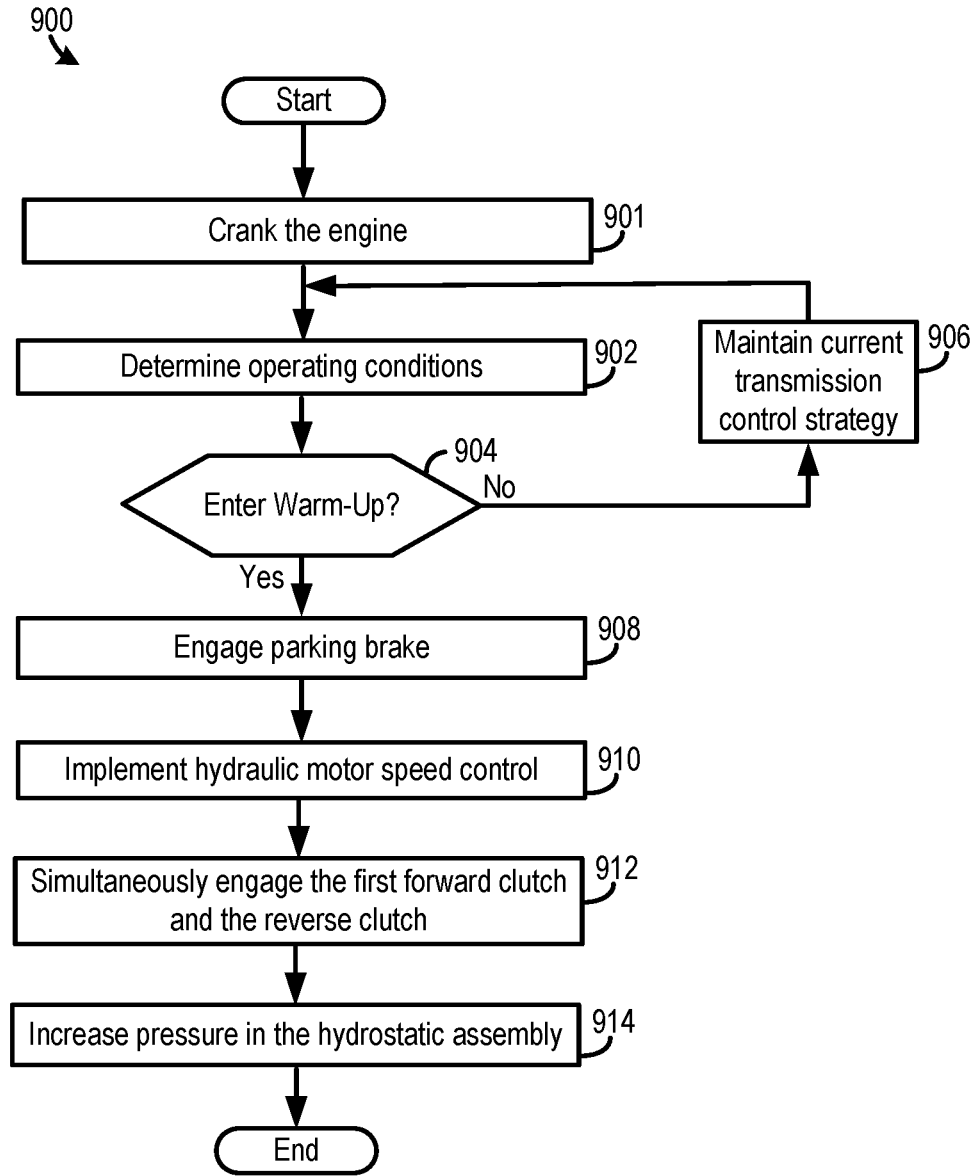 900
Start
Crank the engine
901
Determine operating conditions
902
Maintain current
transmission
control strategy
906
904
Enter Warm-Up?
No
Yes
Engage parking brake
908
Implement hydraulic motor speed control
910
Simultaneously engage the first forward clutch
and the reverse clutch
912
Increase pressure in the hydrostatic assembly
914
End